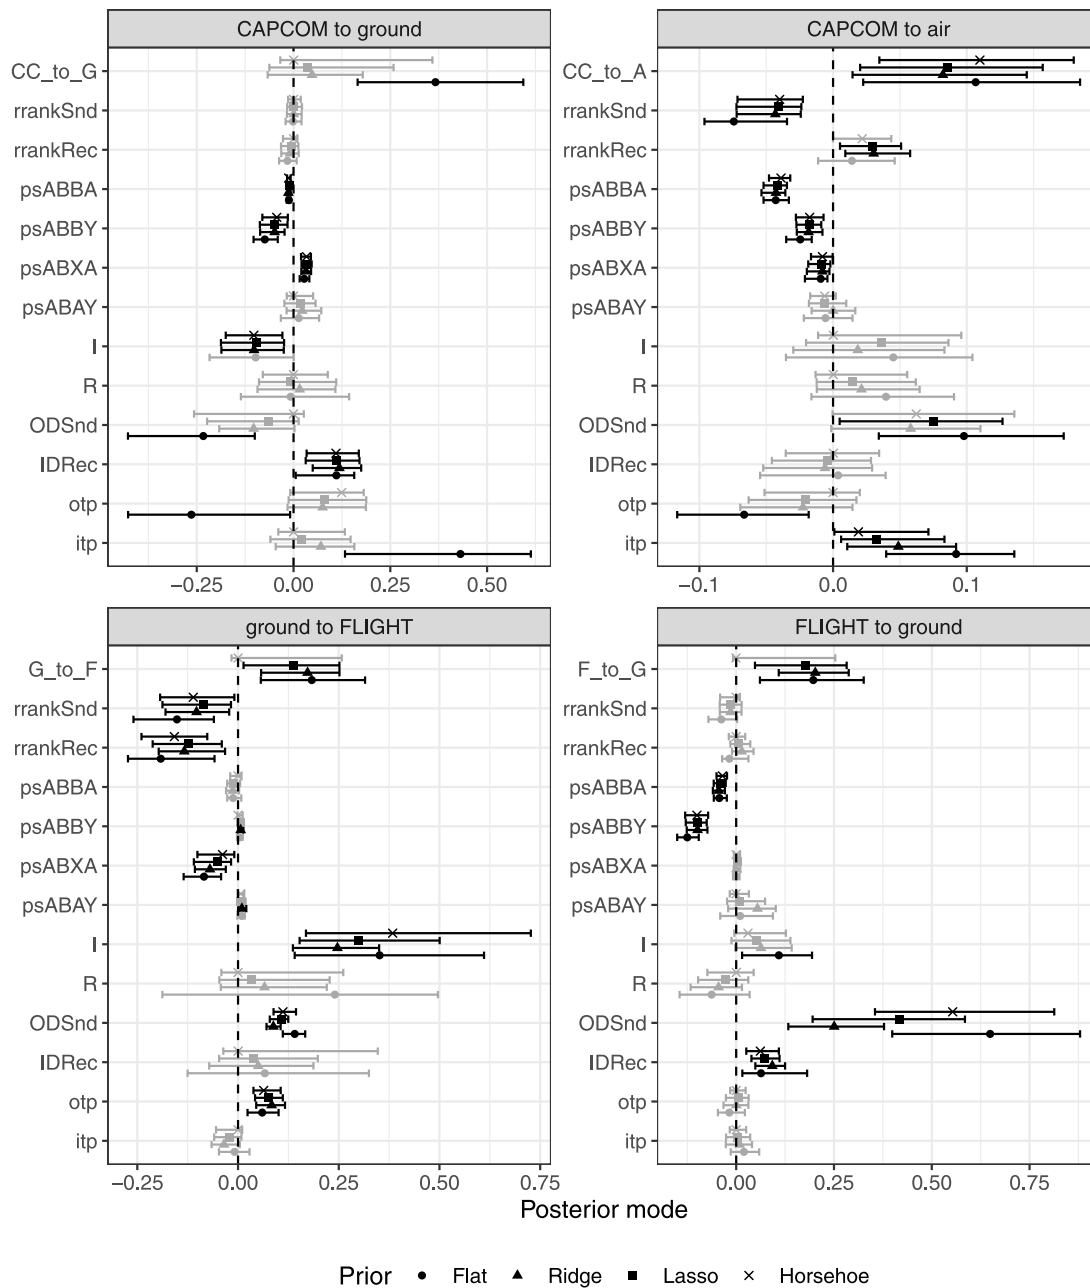 CAPCOM to ground
CAPCOM to air
CC_to_G
rrankSnd
rrankRec
psABBA
psABBY
psABXA
psABAY
I
R
ODSnd
IDRec
otp
itp
−0.25 0.00 0.25 0.50
CC_to_A
rrankSnd
rrankRec
psABBA
psABBY
psABXA
psABAY
I
R
ODSnd
IDRec
otp
itp
−0.1 0.0 0.1
ground to FLIGHT
FLIGHT to ground
G_to_F
rrankSnd
rrankRec
psABBA
psABBY
psABXA
psABAY
I
R
ODSnd
IDRec
otp
itp
−0.25 0.00 0.25 0.50 0.75
F_to_G
rrankSnd
rrankRec
psABBA
psABBY
psABXA
psABAY
I
R
ODSnd
IDRec
otp
itp
0.00 0.25 0.50 0.75
Posterior mode
Prior Flat Ridge Lasso Horsehoe